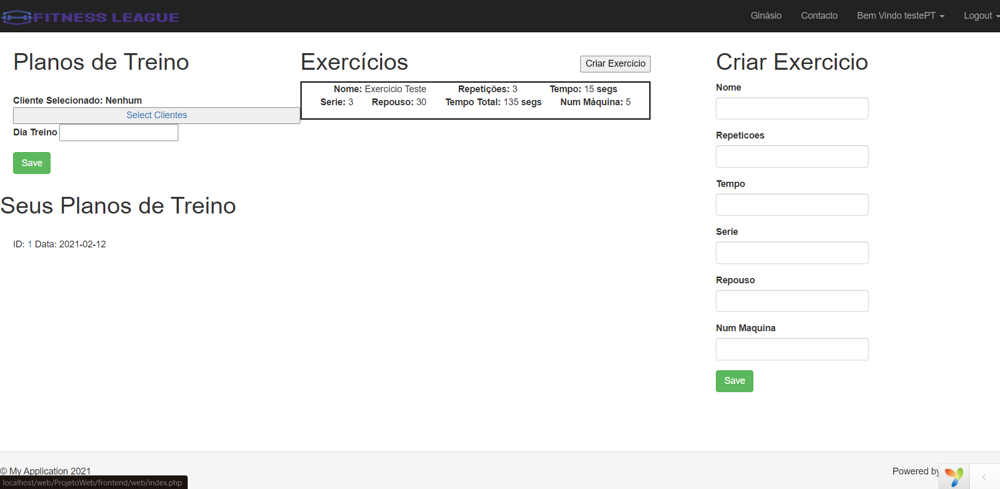 FITNESS LEAGUE
Ginásio Contacto Bem Vindo testePT Logout
Planos de Treino
Cliente Selecionado: Nenhum
Select Clientes
Dia Treino
Save
Seus Planos de Treino
ID: 1 Data: 2021-02-12
Exercícios
Criar Exercício
Nome: Exercício Teste Repetições: 3 Tempo: 15 segs
Serie: 3 Repouso: 30 Tempo Total: 135 segs Num Máquina: 5
Criar Exercicio
Nome
Repeticoes
Tempo
Serie
Repouso
Num Maquina
Save
© My Application 2021
Powered by
localhost/web/ProjetoWeb/frontend/web/index.php